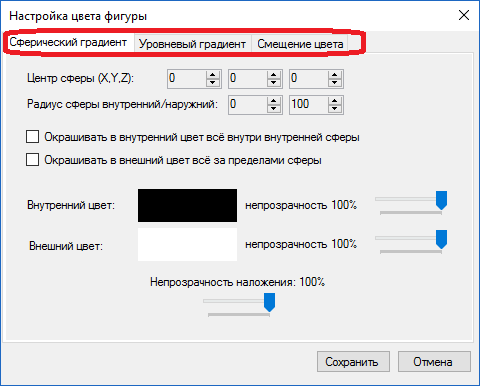 Настройка цвета фигуры
Сферический градиент Уровневый градиент Смещение цвета
Центр сферы (X,Y,Z): 0 0 0
Радиус сферы внутренний/наружний: 0 100
Окрашивать в внутренний цвет всё внутри внутренней сферы
Окрашивать в внешний цвет всё за пределами сферы
Внутренний цвет: непрозрачность 100%
Внешний цвет: непрозрачность 100%
Непрозрачность наложения: 100%
Сохранить Отмена